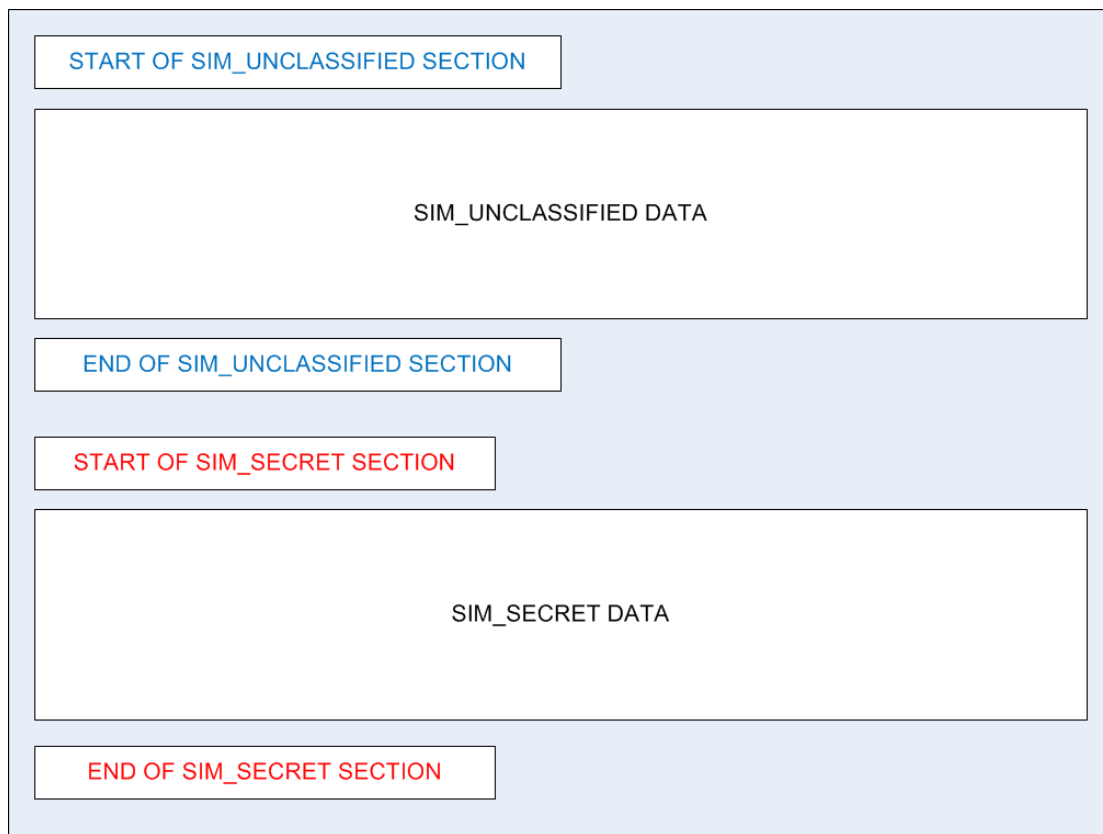 START OF SIM_UNCLASSIFIED SECTION
SIM_UNCLASSIFIED DATA
END OF SIM_UNCLASSIFIED SECTION
START OF SIM_SECRET SECTION
SIM_SECRET DATA
END OF SIM_SECRET SECTION